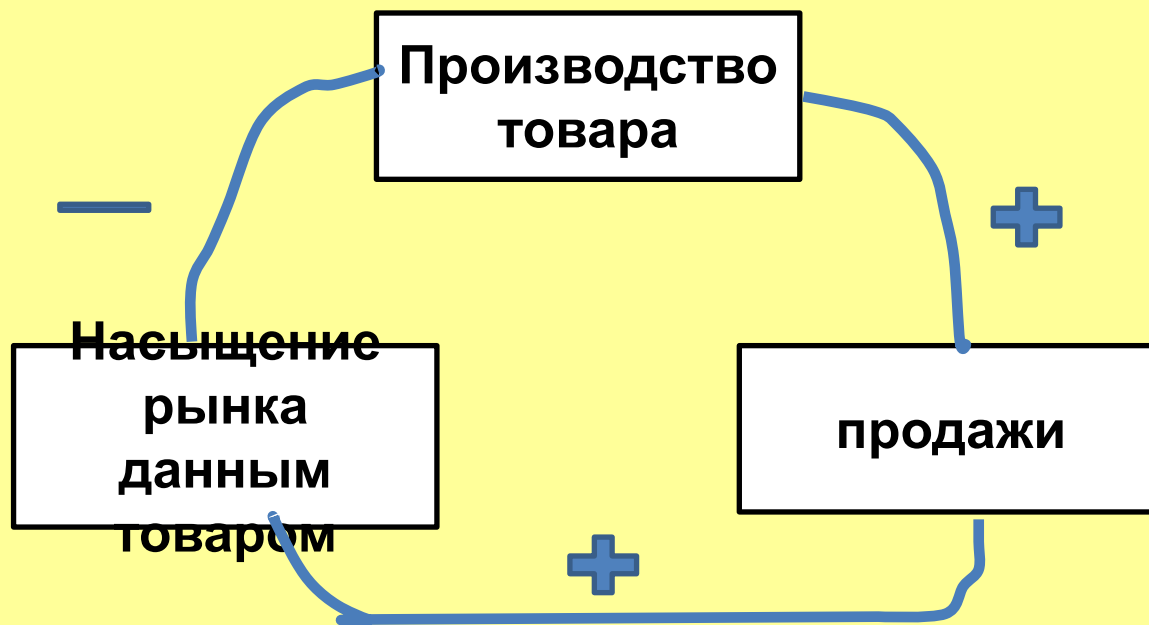 Производство
товара
Насыщение
рынка
данным
товаром
продажи